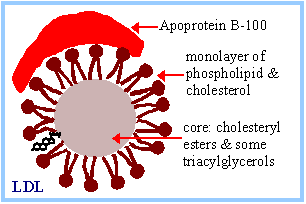 Apoprotein B-100
monolayer of
phospholipid &
cholesterol
core: cholesteryl
esters & some
triacylglycerols
LDL